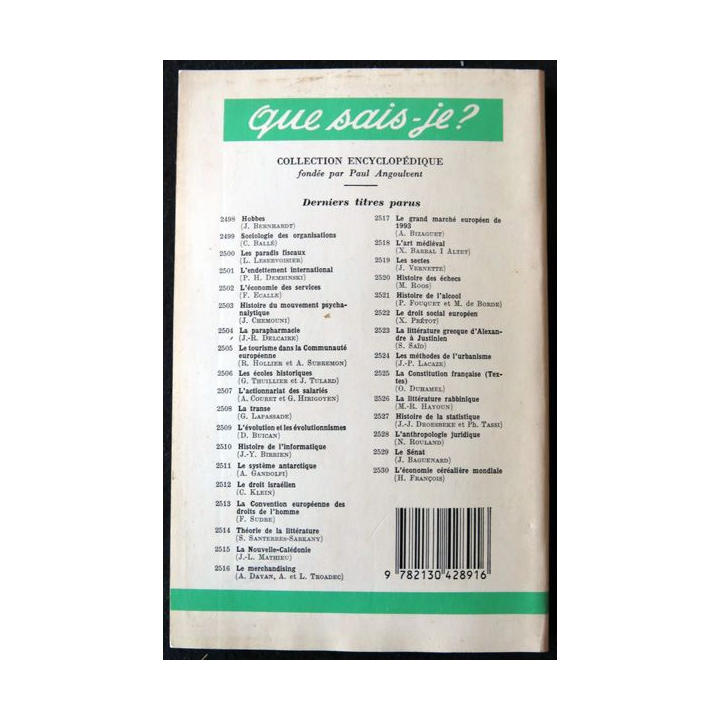 que sais-je?
COLLECTION ENCYCLOPÉDIQUE
fondée par Paul Angoulvent
Derniers titres parus
2498 Hobbes
(J. BERNHARDT)
2499 Sociologie des organisations
(C. BALLÉ)
2500 Les paradis fiscaux
(L. LESERVOISIER)
2501 L'endettement international
(P. H. DEMBINSKI)
2502 L'économie des services
(F. ECALLE)
2503 Histoire du mouvement psycha-
nalytique
(J. CHEMOUNI)
2504 La parapharmacie
(J.-R. DELCAIRE)
2505 Le tourisme dans la Communauté
européenne
(R. HOLLIER et A. SUBREMON)
2506 Les écoles historiques
(G. THUILLIER et J. TULARD)
2507 L'actionnariat des salariés
(A. COURET et G. HIRIGOYEN)
2508 La transe
(G. LAPASSADE)
2509 L'évolution et les évolutionnismes
(D. BUICAN)
2510 Histoire de l'informatique
(J.-Y. BIRRIEN)
2511 Le système antarctique
(A. GANDOLFI)
2512 Le droit israélien
(C. KLEIN)
2513 La Convention européenne des
droits de l'homme
(F. SUDRE)
2514 Théorie de la littérature
(S. SANTERRES-SARKANY)
2515 La Nouvelle-Calédonie
(J.-L. MATHIEU)
2516 Le merchandising
(A. DAYAN, A. et L. TROADEC)
2517 Le grand marché européen de
1993
(A. BIZAGUET)
2518 L'art médiéval
(X. BARRAL I ALTET)
2519 Les sectes
(J. VERNETTE)
2520 Histoire des échecs
(M. ROOS)
2521 Histoire de l'alcool
(P. FOUQUET et M. DE BORDE)
2522 Le droit social européen
(X. PRÉTOT)
2523 La littérature grecque d'Alexan-
dre à Justinien
(S. SAÏD)
2524 Les méthodes de l'urbanisme
(J.-P. LACAZE)
2525 La Constitution française (Tex-
tes)
(O. DUHAMEL)
2526 La littérature rabbinique
(M.-R. HAYOUN)
2527 Histoire de la statistique
(J.-J. DROESBEKE et Ph. TASSI)
2528 L'anthropologie juridique
(N. ROULAND)
2529 Le Sénat
(J. BAGUENARD)
2530 L'économie céréalière mondiale
(H. FRANÇOIS)
9 782130 428916